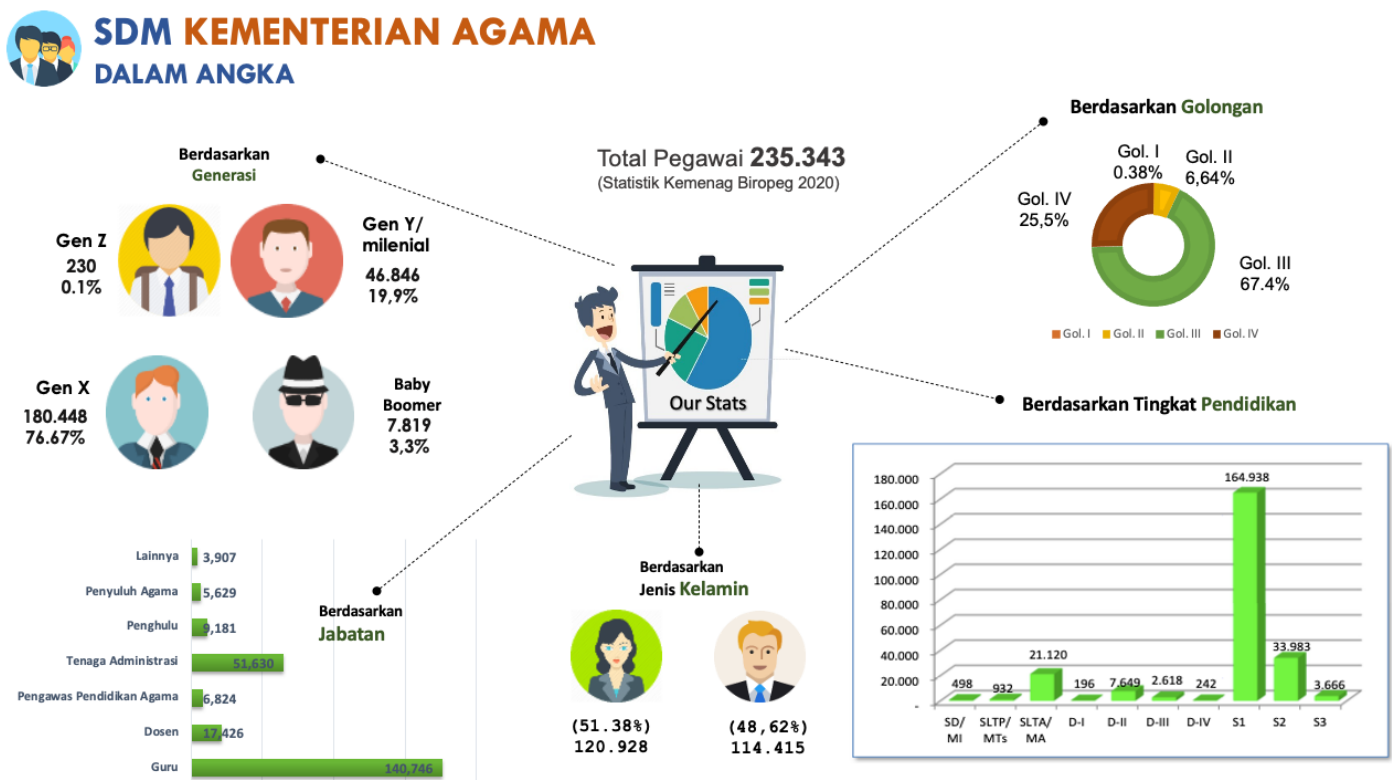 SDM KEMENTERIAN AGAMA
DALAM ANGKA
Total Pegawai 235.343
(Statistik Kemenag Biropeg 2020)
Berdasarkan
Generasi
Gen Z
230
0.1%
Gen Y/
milenial
46.846
19,9%
Gen X
180.448
76.67%
Baby
Boomer
7.819
3,3%
Our Stats
Berdasarkan Golongan
Gol. I
0.38%
Gol. II
6,64%
Gol. IV
25,5%
Gol. III
67.4%
Gol. I Gol. II Gol. III Gol. IV
Berdasarkan Tingkat Pendidikan
180.000
160.000
140.000
120.000
100.000
80.000
60.000
40.000
20.000
-
498
932
21.120
196
7.649
2.618
242
164.938
33.983
3.666
SD/
MI
SLTP/
MTs
SLTA/
MA
D-I
D-II
D-III
D-IV
S1
S2
S3
Berdasarkan
Jabatan
Lainnya 3,907
Penyuluh Agama 5,629
Penghulu 9,181
Tenaga Administrasi 51,630
Pengawas Pendidikan Agama 6,824
Dosen 17,426
Guru 140,746
Berdasarkan
Jenis Kelamin
(51.38%)
120.928
(48,62%)
114.415